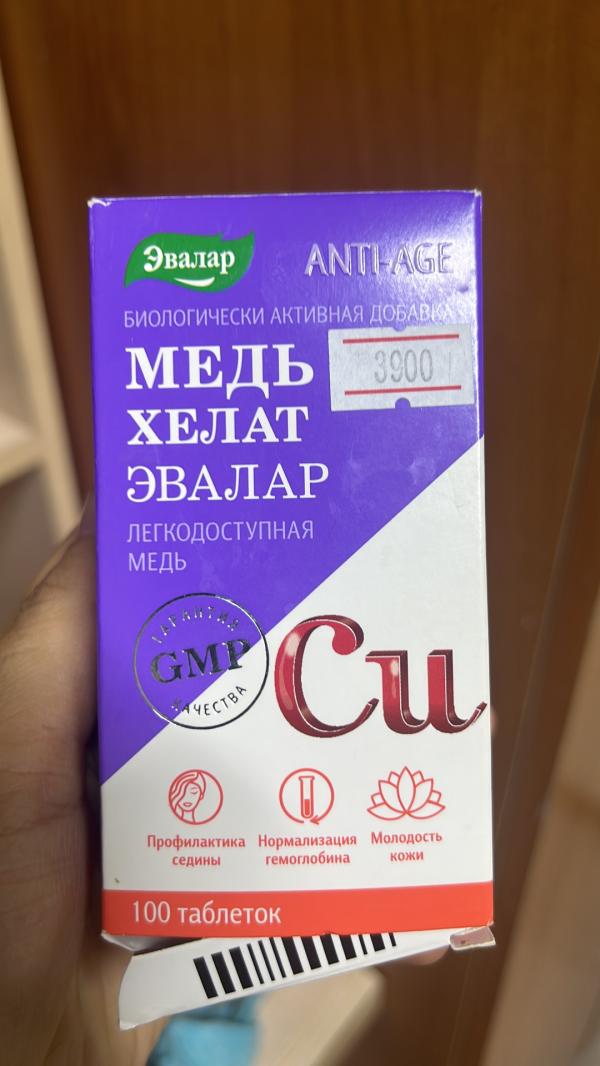 Эвалар
ANTI-AGE
БИОЛОГИЧЕСКИ АКТИВНАЯ ДОБАВКА
3900
МЕДЬ
ХЕЛАТ
ЭВАЛАР
ЛЕГКОДОСТУПНАЯ
МЕДЬ
ГАРАНТИЯ
GMP
КАЧЕСТВА
Cu
Профилактика
седины
Нормализация
гемоглобина
Молодость
кожи
100 таблеток